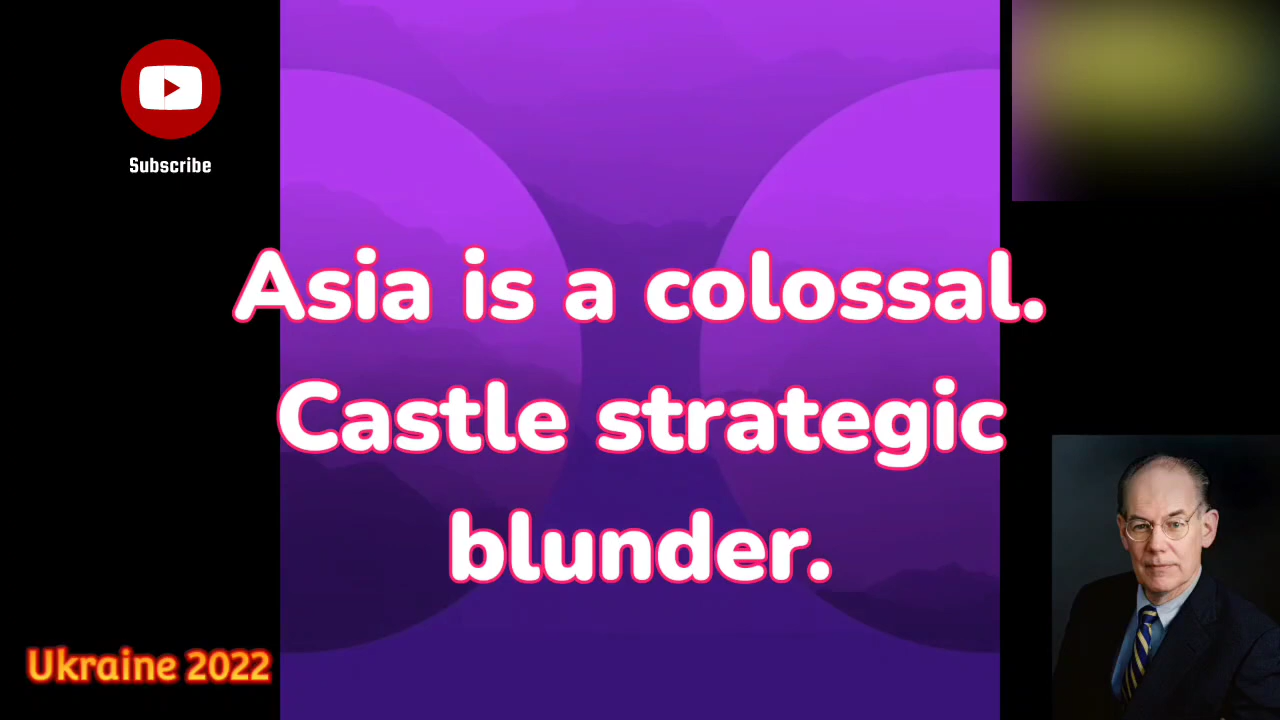 Subscribe
Asia is a colossal.
Castle strategic
blunder.
Ukraine 2022